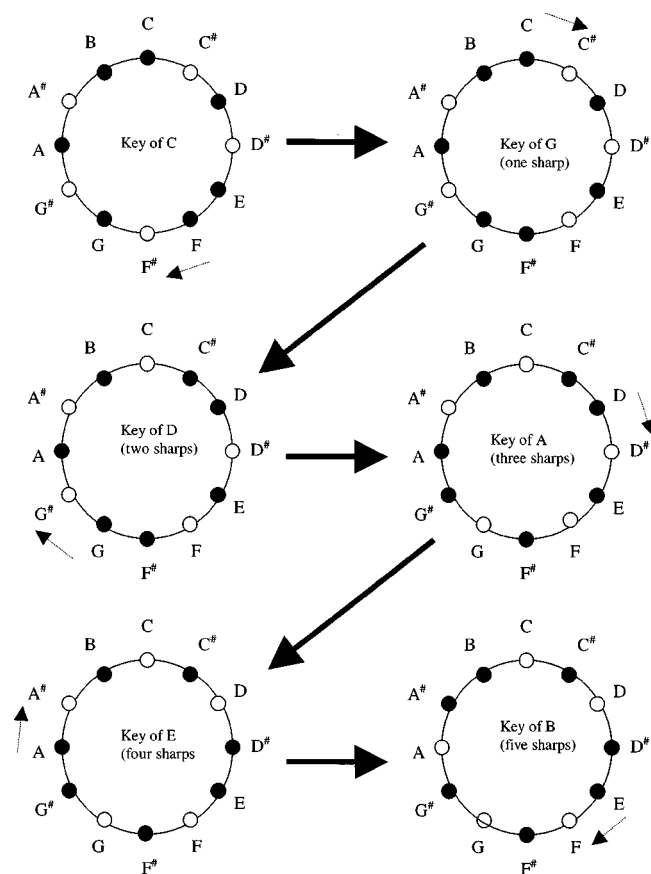 C
B
C#
A#
D
Key of C
A
D#
G#
E
G
F
F#
C
B
C#
A#
D
Key of G
(one sharp)
A
D#
G#
E
G
F
F#
C
B
C#
A#
D
Key of D
(two sharps)
A
D#
G#
E
G
F
F#
C
B
C#
A#
D
Key of A
(three sharps)
A
D#
G#
E
G
F
F#
C
B
C#
A#
D
Key of E
(four sharps
A
D#
G#
E
G
F
F#
C
B
C#
A#
D
Key of B
(five sharps)
A
D#
G#
E
G
F
F#